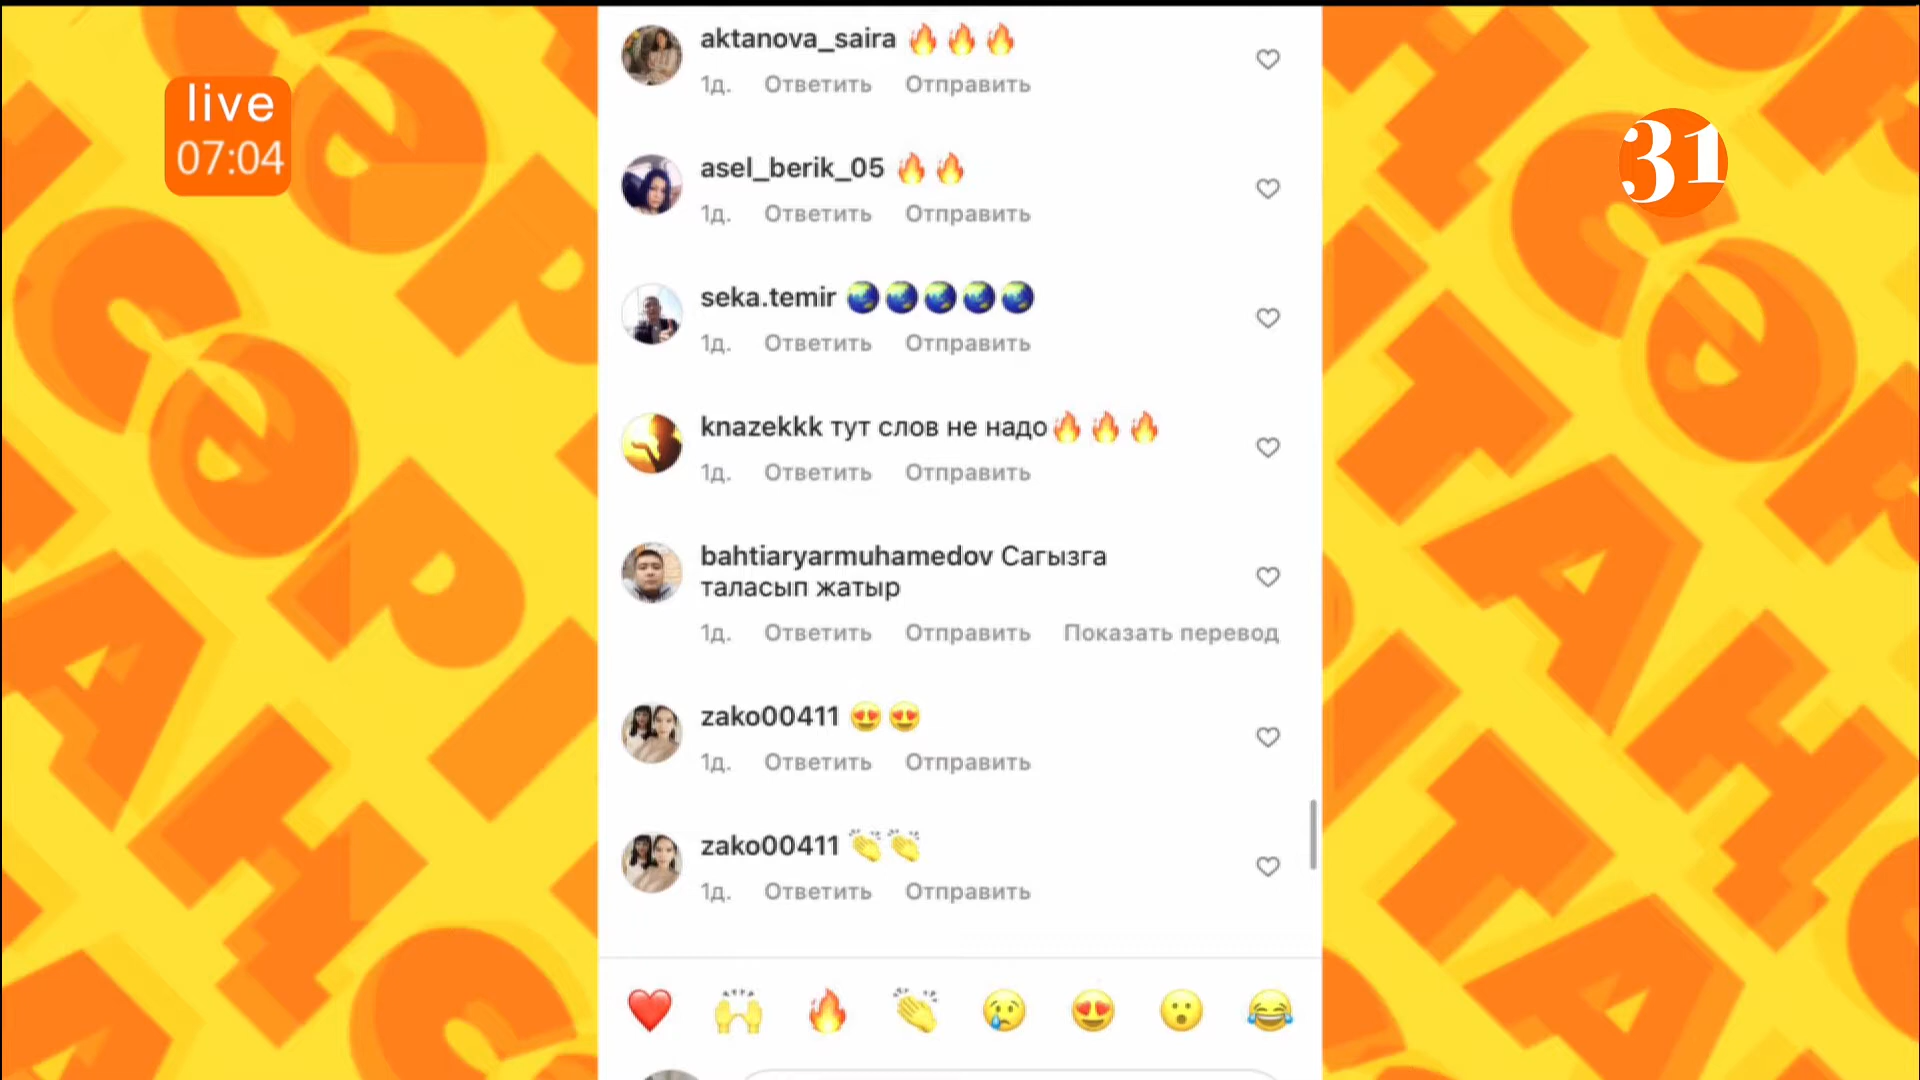 live
07:04
31
aktanova_saira 🔥🔥🔥
1д. Ответить Отправить
asel_berik_05 🔥🔥
1д. Ответить Отправить
seka.temir 🌏🌏🌏🌏🌏
1д. Ответить Отправить
knazekkk тут слов не надо🔥🔥🔥
1д. Ответить Отправить
bahtiaryarmuhamedov Сагызга
таласып жатыр
1д. Ответить Отправить Показать перевод
zako00411 😍😍
1д. Ответить Отправить
zako00411 👏👏
1д. Ответить Отправить